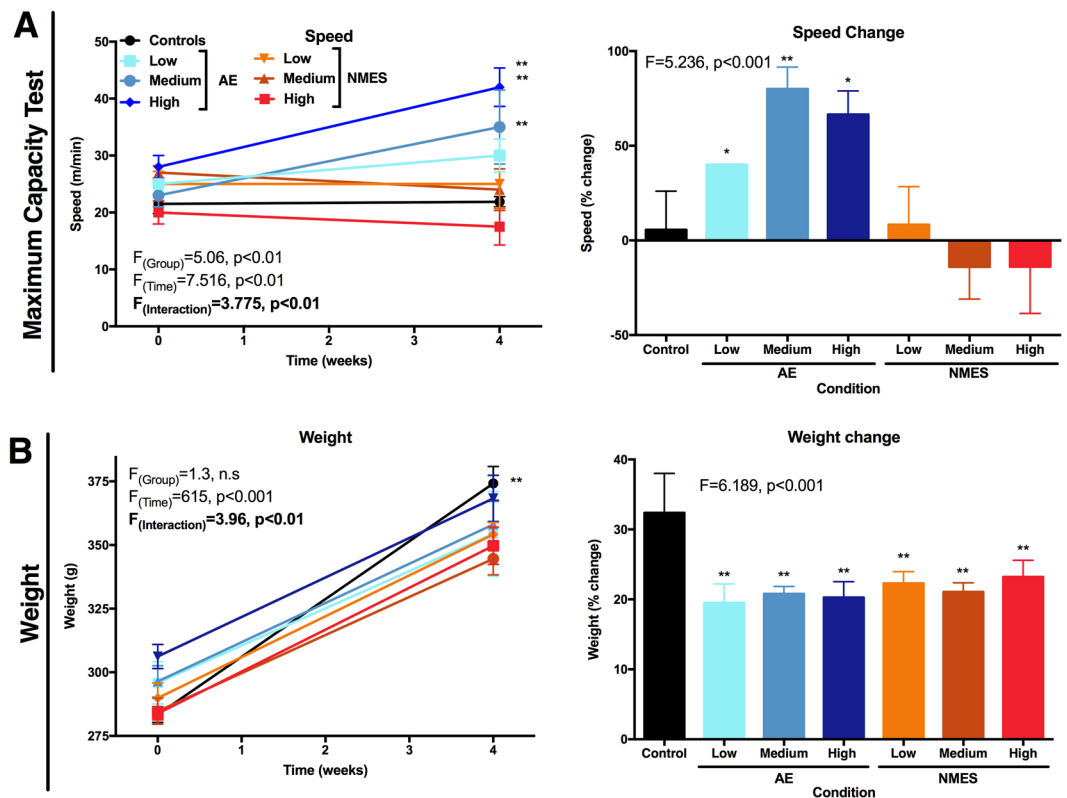 A
Maximum Capacity Test
Speed
Controls
Low
Medium
High
AE
Low
Medium
High
NMES
50
40
30
20
10
0
Speed (m/min)
**
**
**
F(Group)=5.06, p<0.01
F(Time)=7.516, p<0.01
F(Interaction)=3.775, p<0.01
0 1 2 3 4
Time (weeks)
Speed Change
F=5.236, p<0.001
100
50
0
-50
Speed (% change)
* ** *
Control Low Medium High Low Medium High
AE NMES
Condition
B
Weight
Weight
F(Group)=1.3, n.s
F(Time)=615, p<0.001
F(Interaction)=3.96, p<0.01
375
350
325
300
275
Weight (g)
**
0 1 2 3 4
Time (weeks)
Weight change
F=6.189, p<0.001
40
30
20
10
0
Weight (% change)
** ** ** ** ** **
Control Low Medium High Low Medium High
AE NMES
Condition